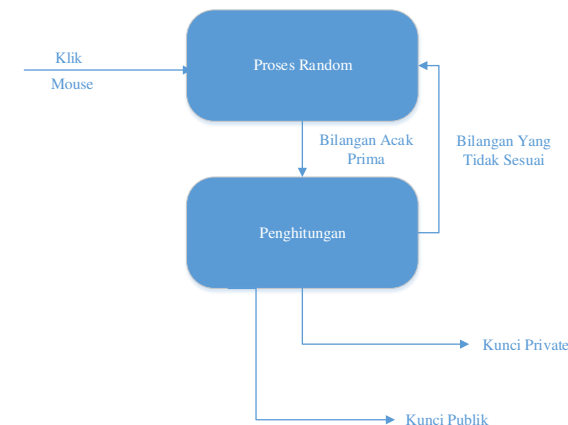 Klik
Mouse
Proses Random
Bilangan Acak
Prima
Bilangan Yang
Tidak Sesuai
Penghitungan
Kunci Private
Kunci Publik